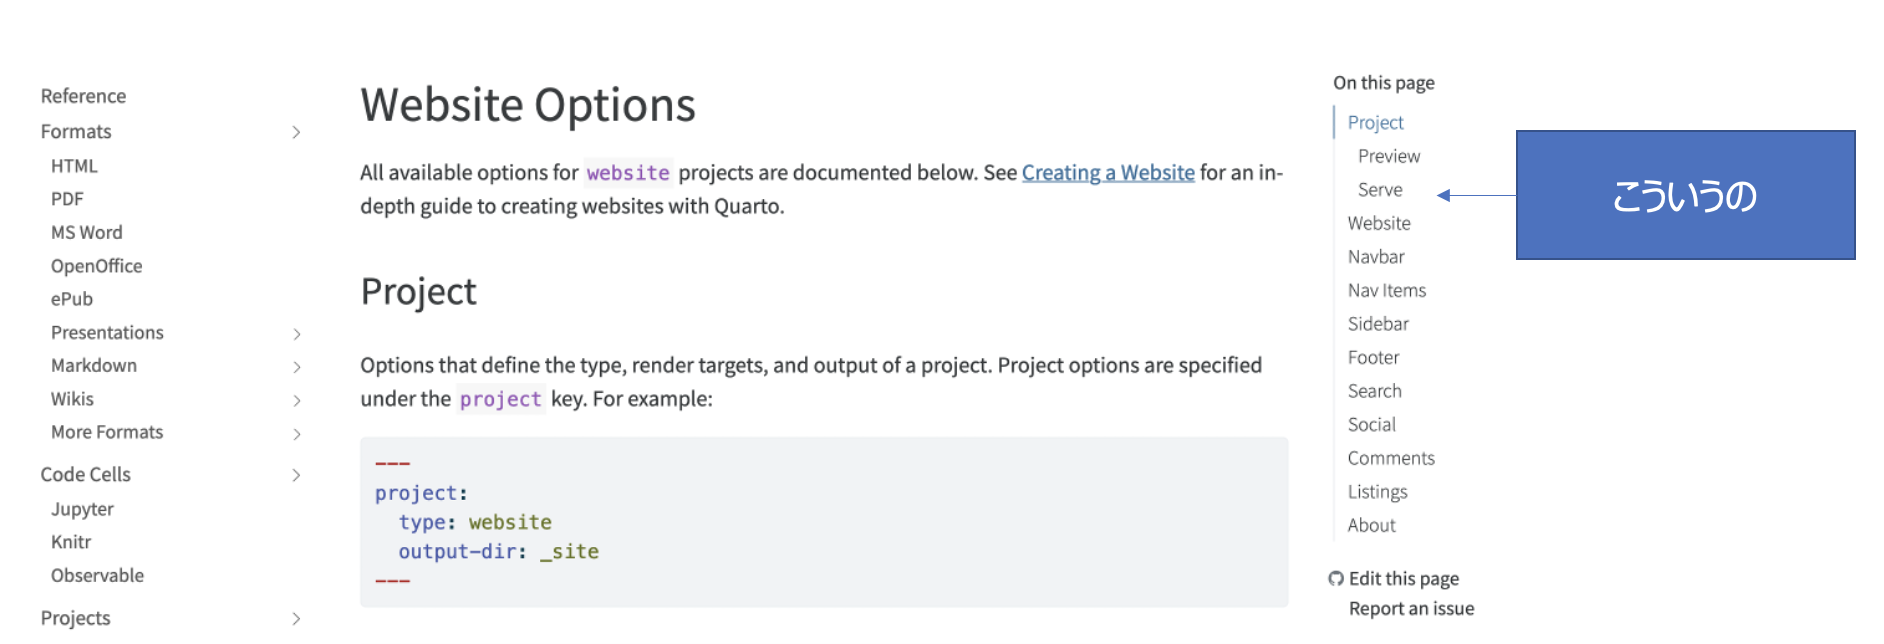 Reference
Formats
HTML
PDF
MS Word
OpenOffice
ePub
Presentations
Markdown
Wikis
More Formats
Code Cells
Jupyter
Knitr
Observable
Projects
Website Options
All available options for website projects are documented below. See Creating a Website for an in-
depth guide to creating websites with Quarto.
Project
Options that define the type, render targets, and output of a project. Project options are specified
under the project key. For example:
---
project:
  type: website
  output-dir: _site
---
On this page
Project
Preview
Serve
Website
Navbar
Nav Items
Sidebar
Footer
Search
Social
Comments
Listings
About
Edit this page
Report an issue
こういうの